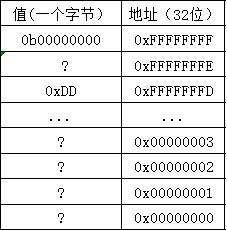 值(一个字节) 地址（32位）
0b00000000 0xFFFFFFFF
? 0xFFFFFFFE
0xDD 0xFFFFFFFD
... ...
? 0x00000003
? 0x00000002
? 0x00000001
? 0x00000000